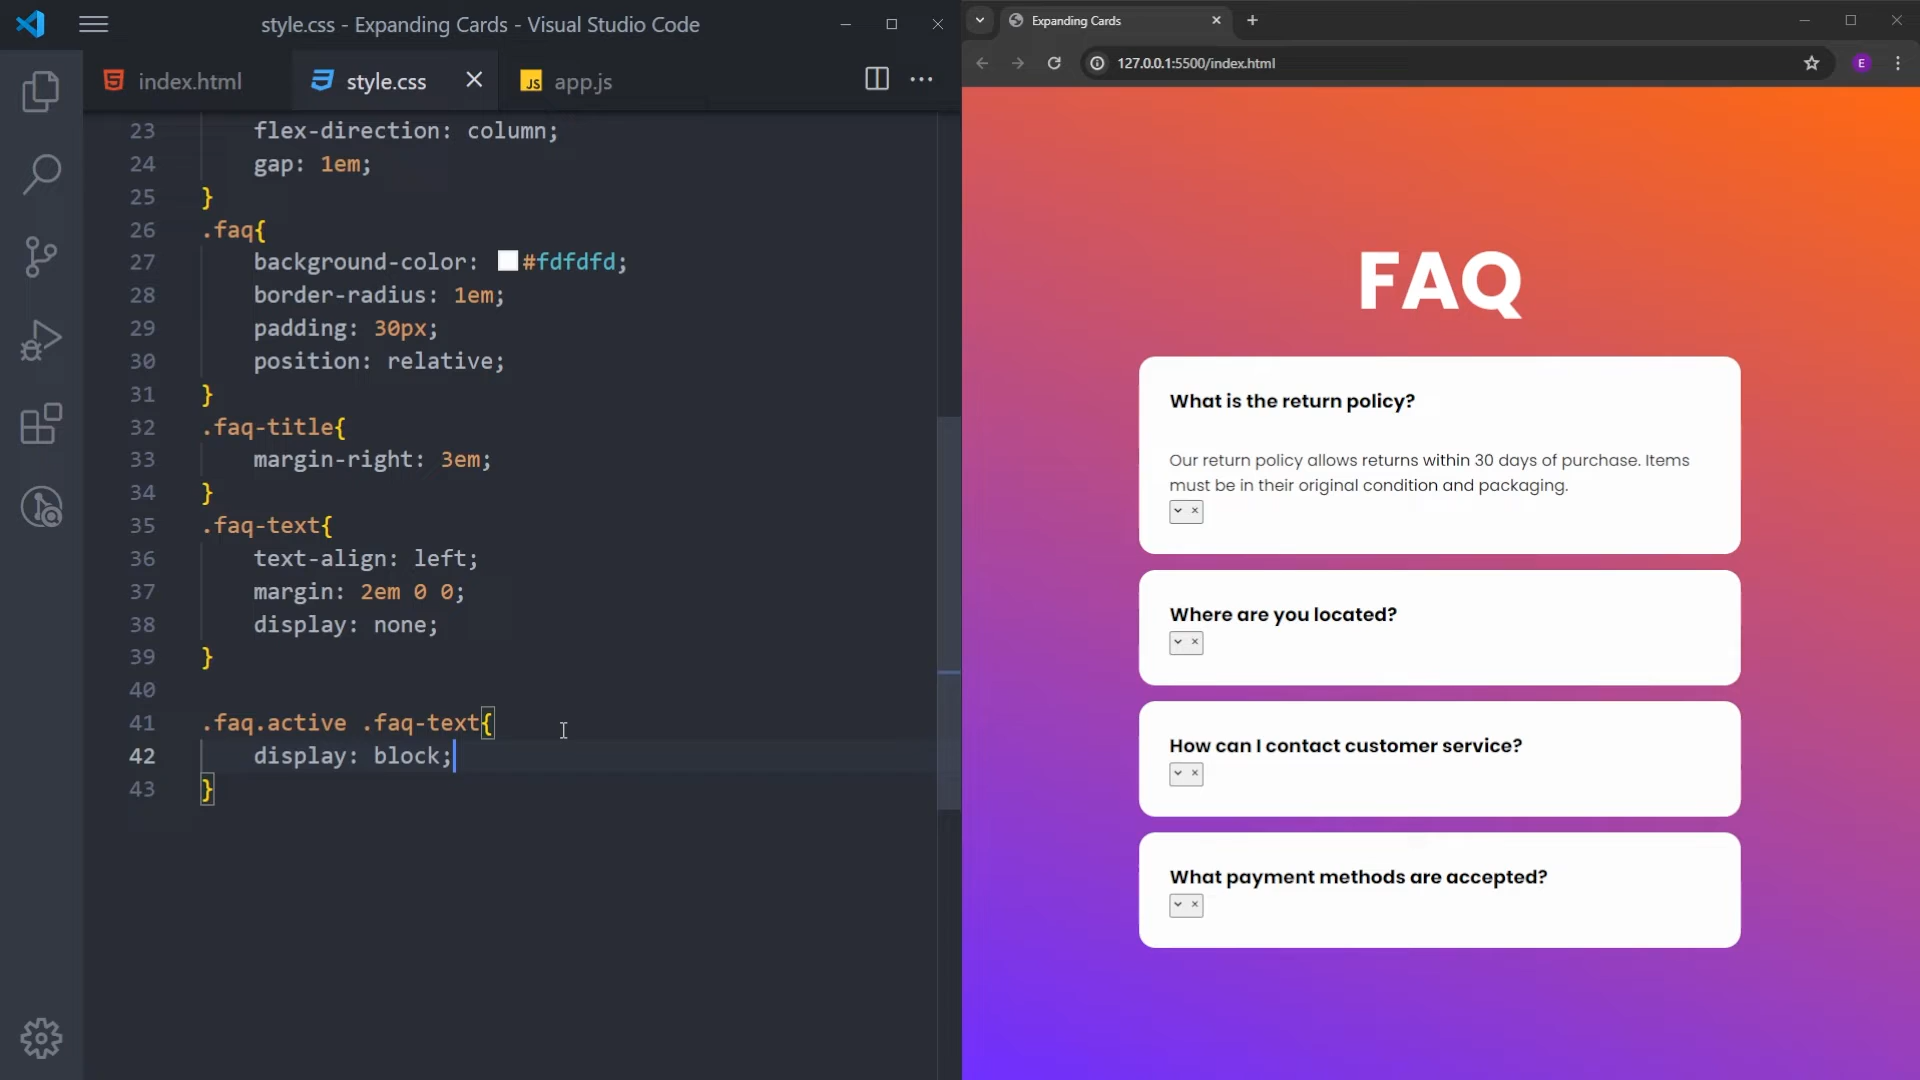 style.css - Expanding Cards - Visual Studio Code
index.html
style.css
JS app.js
23 flex-direction: column;
24 gap: 1em;
25 }
26 .faq{
27 background-color: #fdfdfd;
28 border-radius: 1em;
29 padding: 30px;
30 position: relative;
31 }
32 .faq-title{
33 margin-right: 3em;
34 }
35 .faq-text{
36 text-align: left;
37 margin: 2em 0 0;
38 display: none;
39 }
40
41 .faq.active .faq-text{
42 display: block;
43 }
Expanding Cards
127.0.0.1:5500/index.html
E
FAQ
What is the return policy?
Our return policy allows returns within 30 days of purchase. Items
must be in their original condition and packaging.
Where are you located?
How can I contact customer service?
What payment methods are accepted?